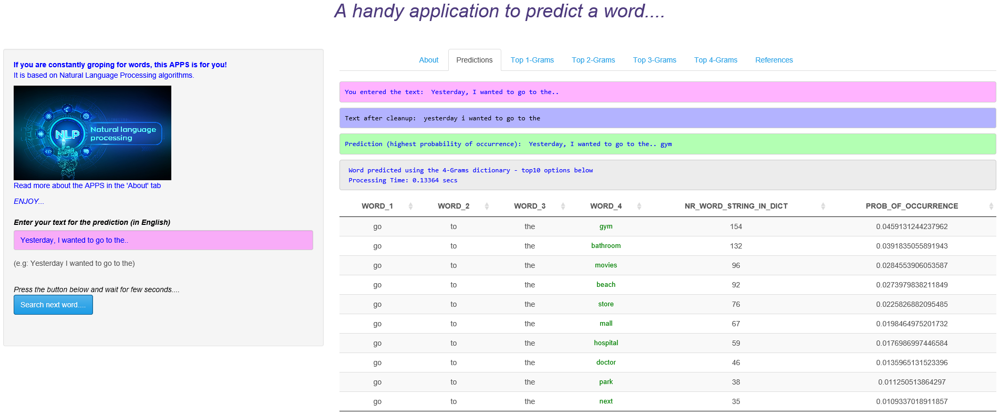 A handy application to predict a word....
If you are constantly groping for words, this APPS is for you!
It is based on Natural Language Processing algorithms.
NLP
Natural language
processing
Read more about the APPS in the 'About' tab
ENJOY...
Enter your text for the prediction (in English)
Yesterday, I wanted to go to the..
(e.g: Yesterday I wanted to go to the)
Press the button below and wait for few seconds....
Search next word....
About Predictions Top 1-Grams Top 2-Grams Top 3-Grams Top 4-Grams References
You entered the text: Yesterday, I wanted to go to the..
Text after cleanup: yesterday i wanted to go to the
Prediction (highest probability of occurrence): Yesterday, I wanted to go to the.. gym
Word predicted using the 4-Grams dictionary - top10 options below
Processing Time: 0.13364 secs
WORD_1 WORD_2 WORD_3 WORD_4 NR_WORD_STRING_IN_DICT PROB_OF_OCCURRENCE
go to the gym 154 0.0459131244237962
go to the bathroom 132 0.0391835055891943
go to the movies 96 0.0284553906053587
go to the beach 92 0.0273979838211849
go to the store 76 0.0225826882095485
go to the mall 67 0.0198464975201732
go to the hospital 59 0.0176986997446584
go to the doctor 46 0.0135965131523396
go to the park 38 0.011250513864297
go to the next 35 0.0109337018911857